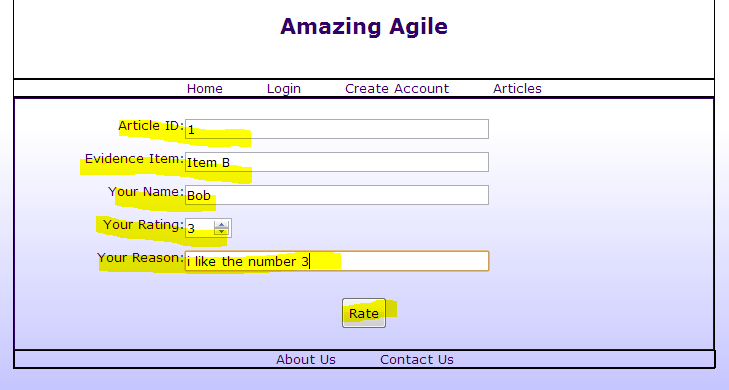 Amazing Agile
Home Login Create Account Articles
Article ID: 1
Evidence Item: Item B
Your Name: Bob
Your Rating: 3
Your Reason: i like the number 3
Rate
About Us Contact Us